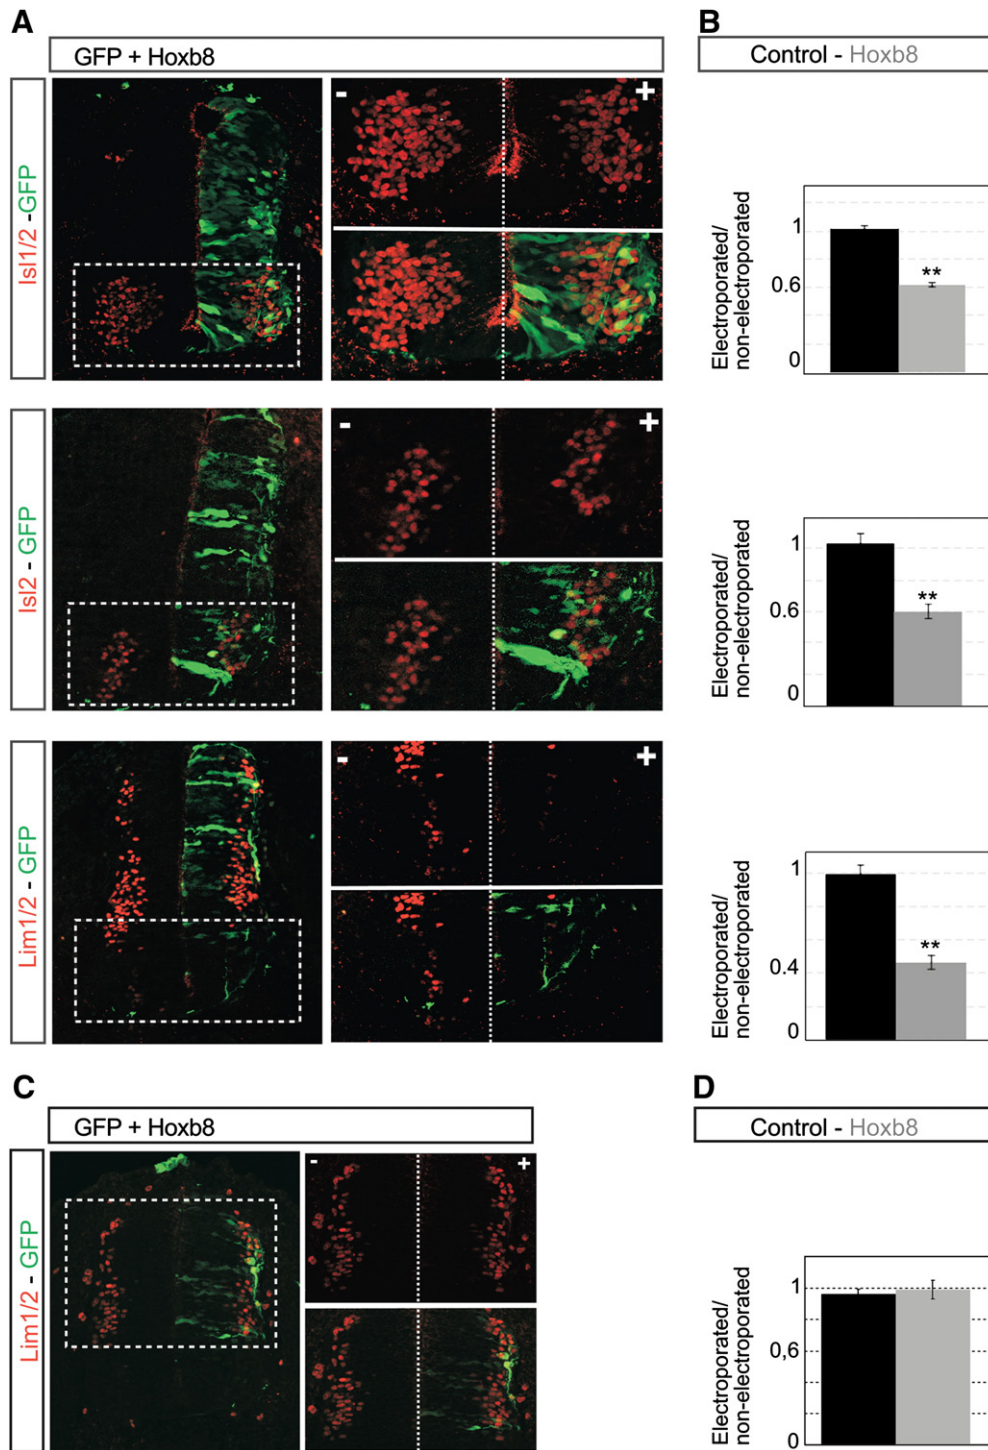 A
B
GFP + Hoxb8
Control - Hoxb8
Isl1/2 -GFP
-
+
Electroporated/
non-electroporated
1
0.6
0
**
Isl2 - GFP
-
+
Electroporated/
non-electroporated
1
0.6
0
**
Lim1/2 - GFP
-
+
Electroporated/
non-electroporated
1
0.4
0
**
C
D
GFP + Hoxb8
Control - Hoxb8
Lim1/2 - GFP
-
+
Electroporated/
non-electroporated
1
0,6
0